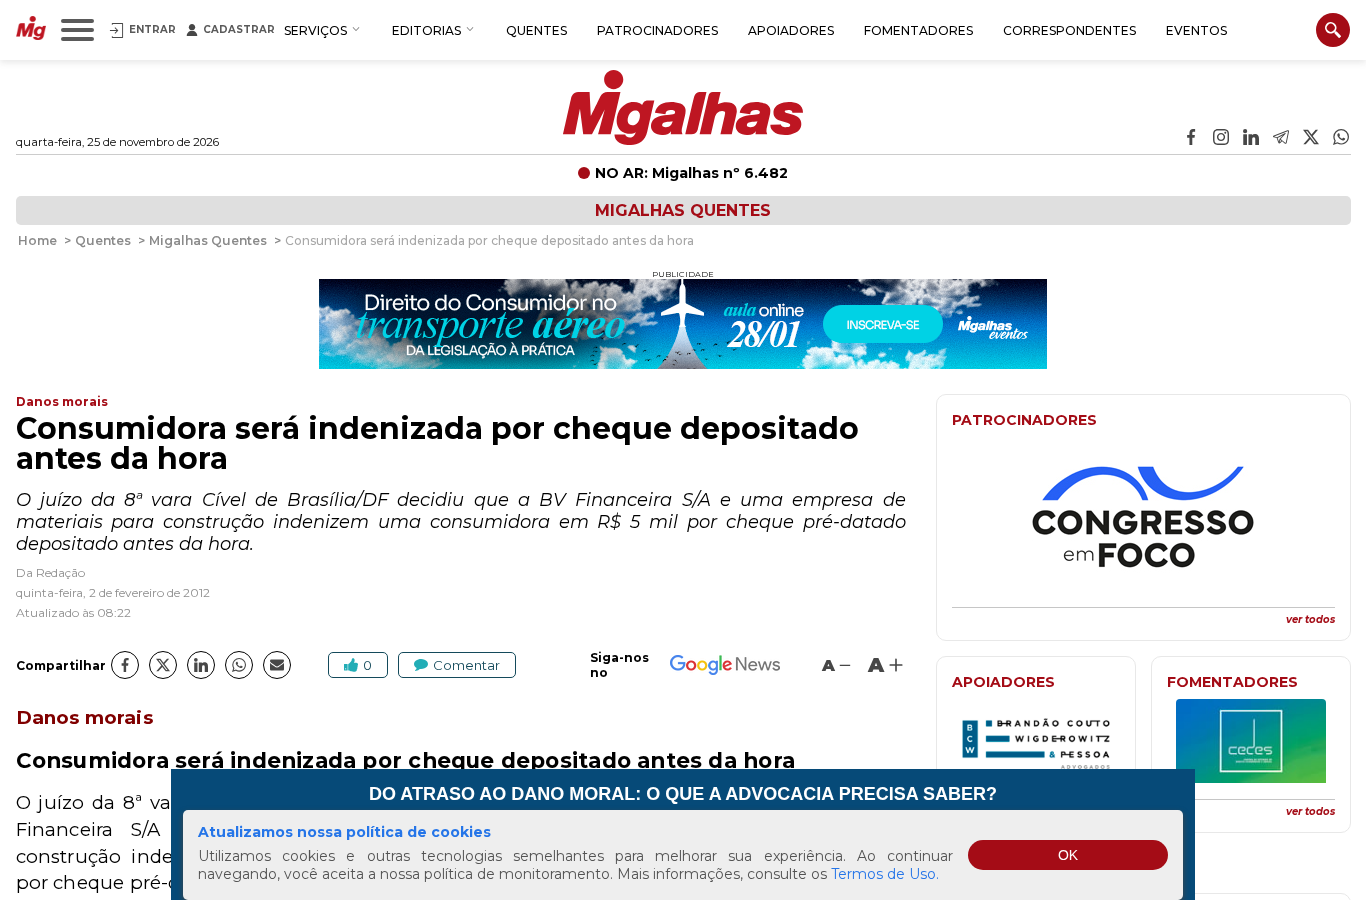 Mg ENTRAR CADASTRAR SERVIÇOS EDITORIAS QUENTES PATROCINADORES APOIADORES FOMENTADORES CORRESPONDENTES EVENTOS
Migalhas
quarta-feira, 25 de novembro de 2026
NO AR: Migalhas nº 6.482
MIGALHAS QUENTES
Home > Quentes > Migalhas Quentes > Consumidora será indenizada por cheque depositado antes da hora
PUBLICIDADE
Direito do Consumidor no
transporte aéreo
DA LEGISLAÇÃO À PRÁTICA
aula online
28/01
INSCREVA-SE
Migalhas
eventos
Danos morais
Consumidora será indenizada por cheque depositado
antes da hora
O juízo da 8ª vara Cível de Brasília/DF decidiu que a BV Financeira S/A e uma empresa de
materiais para construção indenizem uma consumidora em R$ 5 mil por cheque pré-datado
depositado antes da hora.
Da Redação
quinta-feira, 2 de fevereiro de 2012
Atualizado às 08:22
Compartilhar
0
Comentar
Siga-nos
no
Google News
A -
A +
Danos morais
Consumidora será indenizada por cheque depositado antes da hora
O juízo da 8ª va
Financeira S/A
construção inde
por cheque pré-
PATROCINADORES
CONGRESSO
em FOCO
ver todos
APOIADORES
BCW
BRANDÃO COUTO
WIGDEROWITZ
& PESSOA
ADVOGADOS
FOMENTADORES
ceces
ver todos
DO ATRASO AO DANO MORAL: O QUE A ADVOCACIA PRECISA SABER?
Atualizamos nossa política de cookies
Utilizamos cookies e outras tecnologias semelhantes para melhorar sua experiência. Ao continuar
navegando, você aceita a nossa política de monitoramento. Mais informações, consulte os Termos de Uso.
OK